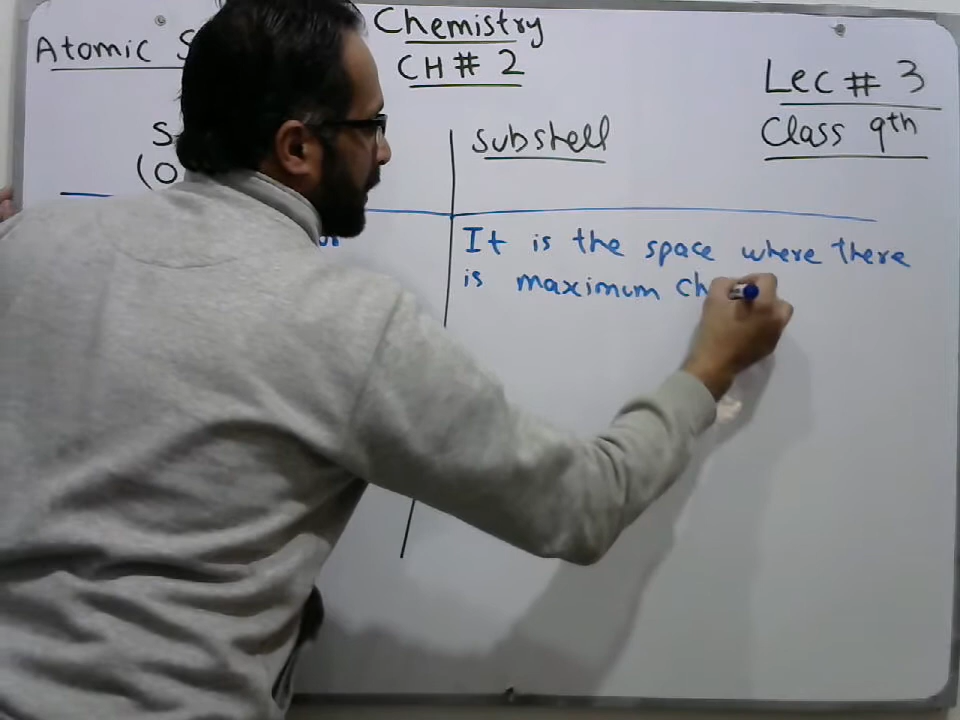 Chemistry
Atomic
CH # 2
Lec # 3
Class 9th
Subshell
It is the space where there
is maximum ch